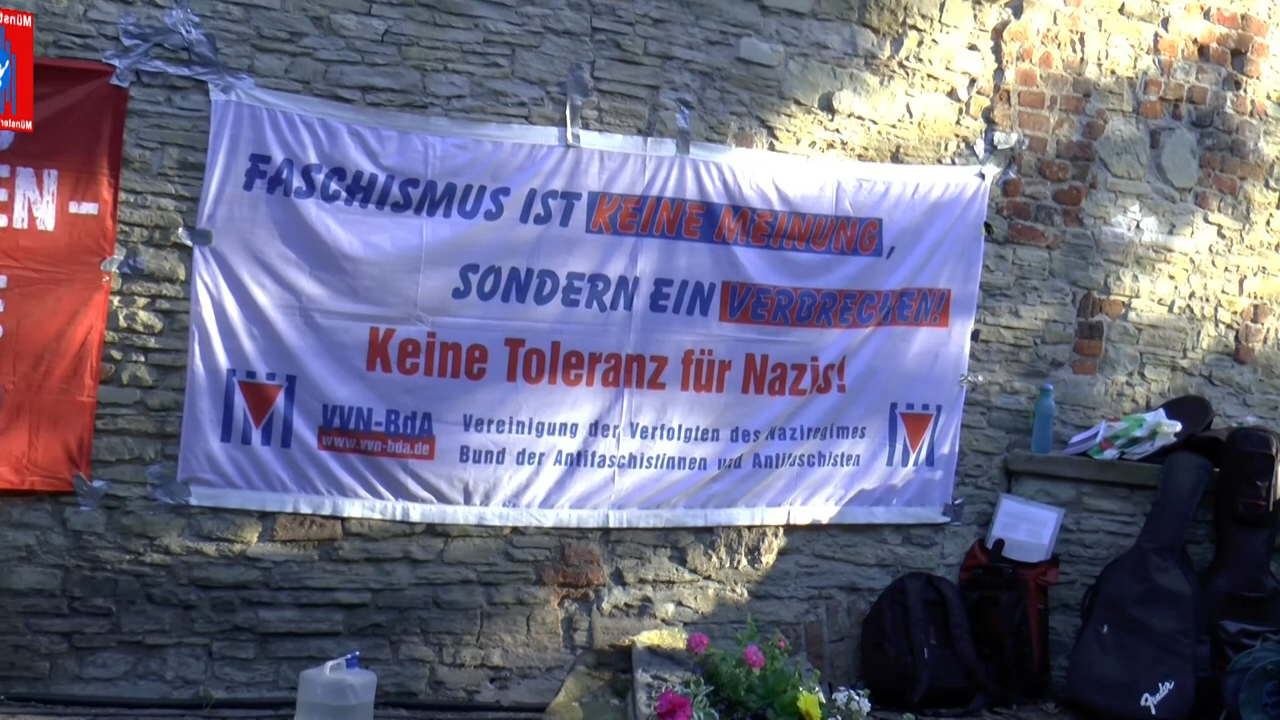 FASCHISMUS IST KEINE MEINUNG,
SONDERN EIN VERBRECHEN!
Keine Toleranz für Nazis!
VVN-BdA
www.vvn-bda.de
Vereinigung der Verfolgten des Naziregimes
Bund der Antifaschistinnen und Antifaschisten
EN-
Fender